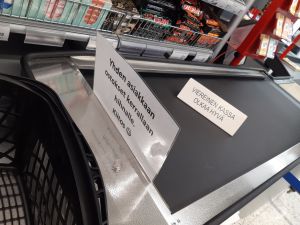 Yhden asiakkaan
ostokset kerrallaan
hihnalle,
kiitos ☺
VIEREINEN KASSA
OLKAA HYVÄ